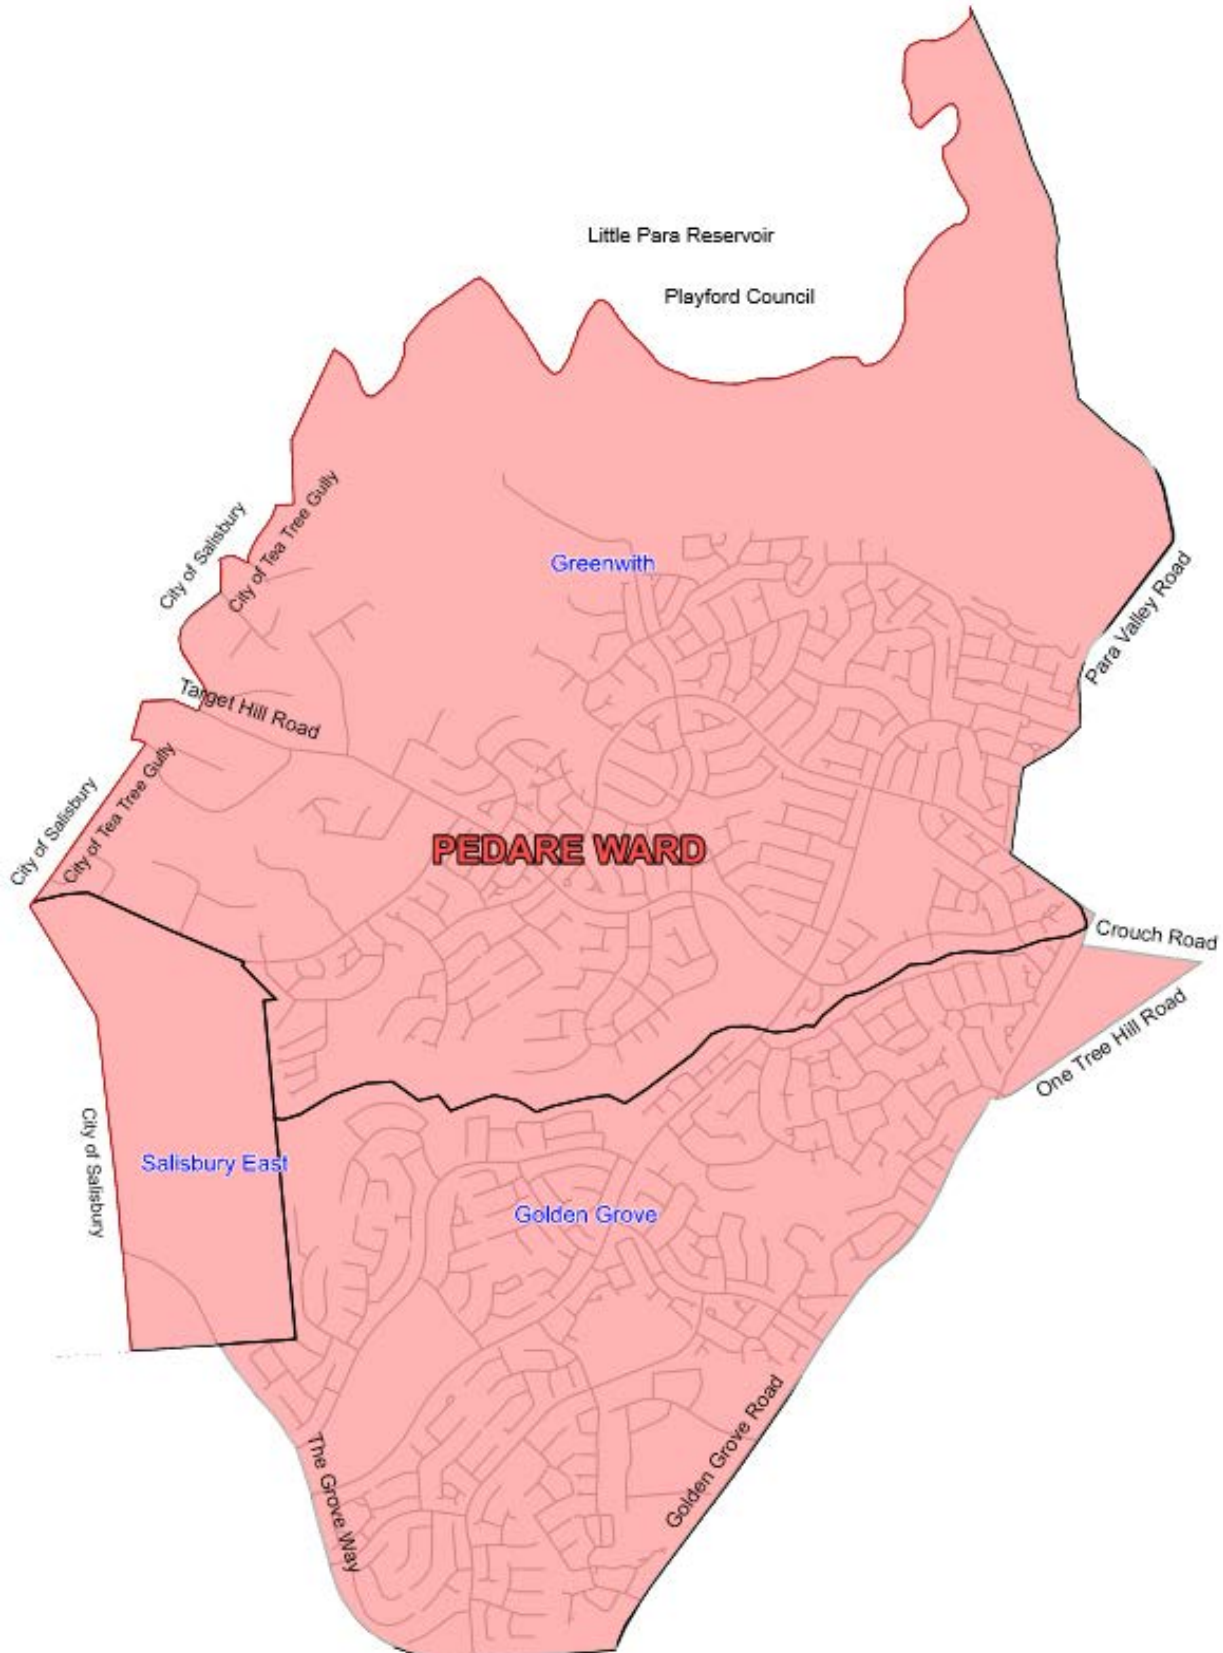 Little Para Reservoir
Playford Council
City of Salisbury
City of Tea Tree Gully
Greenwith
Para Valley Road
Target Hill Road
City of Salisbury
City of Tea Tree Gully
PEDARE WARD
Crouch Road
One Tree Hill Road
City of Salisbury
Salisbury East
Golden Grove
Golden Grove Road
The Grove Way